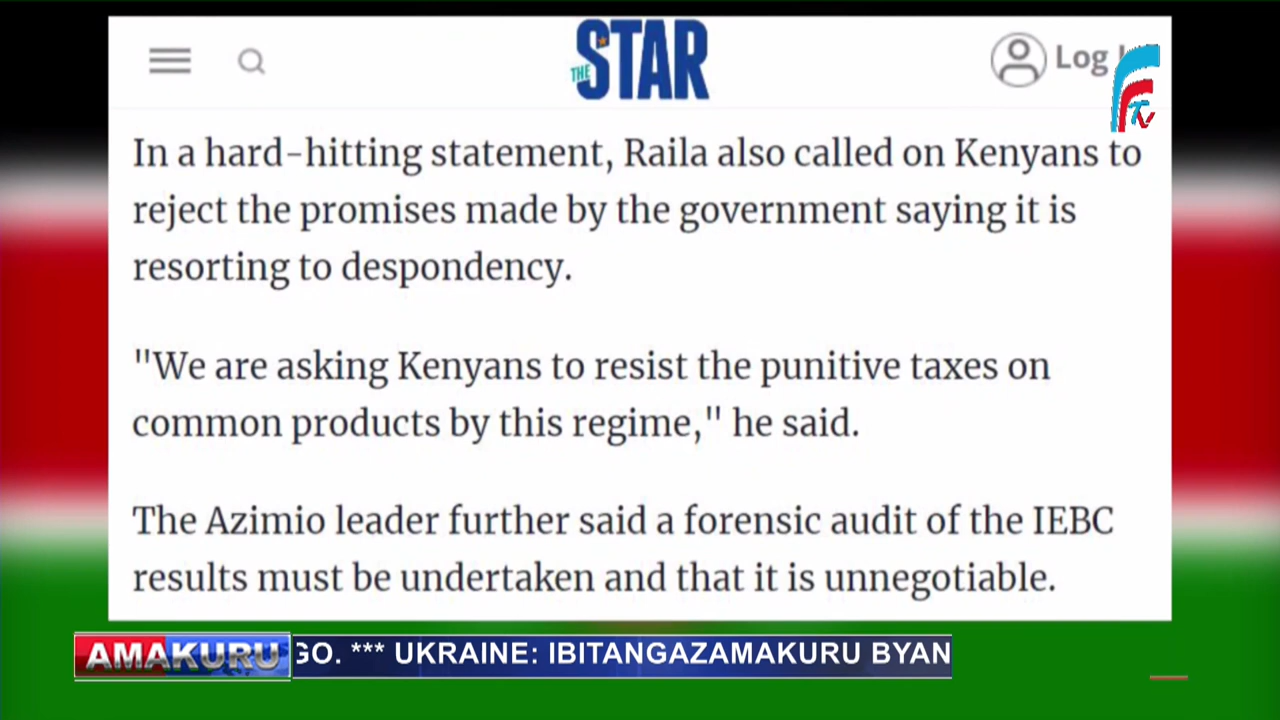 THE STAR
Log
TV
In a hard-hitting statement, Raila also called on Kenyans to
reject the promises made by the government saying it is
resorting to despondency.
"We are asking Kenyans to resist the punitive taxes on
common products by this regime," he said.
The Azimio leader further said a forensic audit of the IEBC
results must be undertaken and that it is unnegotiable.
AMAKURU
GO. *** UKRAINE: IBITANGAZAMAKURU BYAN